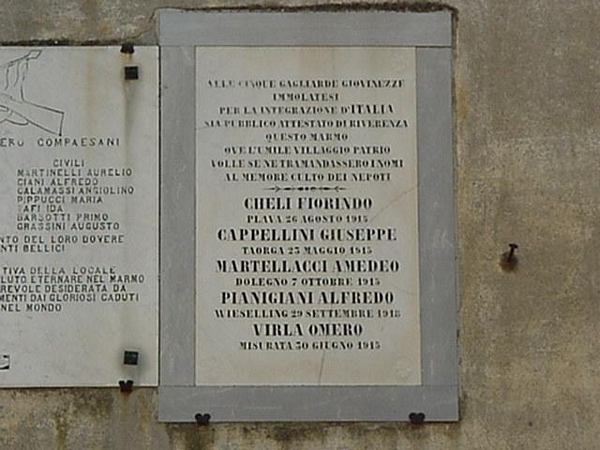 COMPAESANI
CIVILI
MARTINELLI AURELIO
CIANI ALFREDO
CALAMASSI ANGIOLINO
PIPPUCCI MARIA
TAFI IDA
BARSOTTI PRIMO
GRASSINI AUGUSTO
NTO DEL LORO DOVERE
NTI BELLICI
TIVA DELLA LOCALE
LUTO ETERNARE NEL MARMO
REVOLE DESIDERATA DA
MENTI DAI GLORIOSI CADUTI
NEL MONDO
ALLE CINQUE GAGLIARDE GIOVINEZZE
IMMOLATESI
PER LA INTEGRAZIONE D'ITALIA
SIA PUBBLICO ATTESTATO DI RIVERENZA
QUESTO MARMO
OVE L'UMILE VILLAGGIO PATRIO
VOLLE SE NE TRAMANDASSERO I NOMI
AL MEMORE CULTO DEI NEPOTI
CHELI FIORINDO
PLAVA 26 AGOSTO 1915
CAPPELLINI GIUSEPPE
TAORGA 23 MAGGIO 1915
MARTELLACCI AMEDEO
DOLEGNO 7 OTTOBRE 1915
PIANIGIANI ALFREDO
WIESELLING 29 SETTEMBRE 1918
VIRLA OMERO
MISURATA 30 GIUGNO 1915